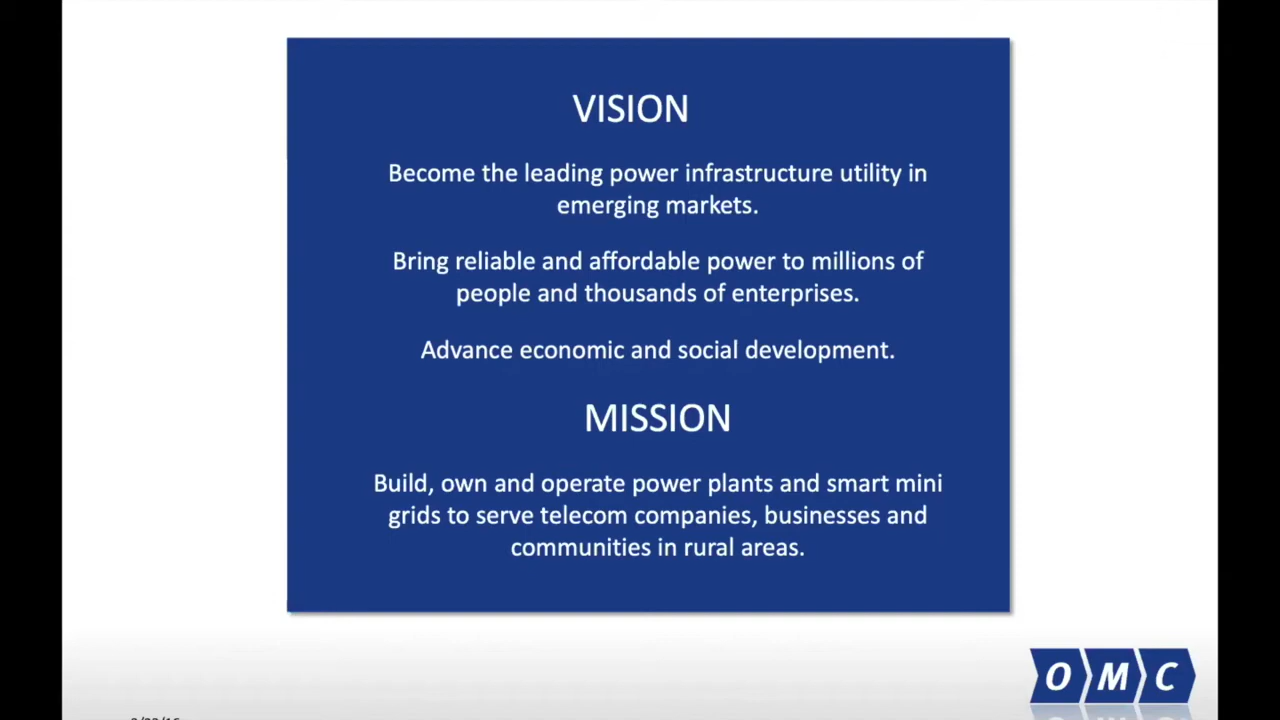 VISION
Become the leading power infrastructure utility in
emerging markets.
Bring reliable and affordable power to millions of
people and thousands of enterprises.
Advance economic and social development.
MISSION
Build, own and operate power plants and smart mini
grids to serve telecom companies, businesses and
communities in rural areas.
OMC